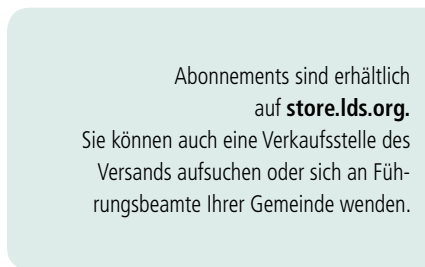 Abonnements sind erhältlich
auf store.lds.org.
Sie können auch eine Verkaufsstelle des
Versands aufsuchen oder sich an Füh-
rungsbeamte Ihrer Gemeinde wenden.